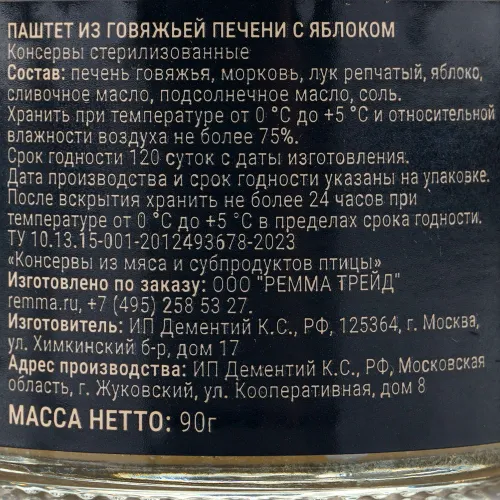 ПАШТЕТ ИЗ ГОВЯЖЬЕЙ ПЕЧЕНИ С ЯБЛОКОМ
Консервы стерилизованные
Состав: печень говяжья, морковь, лук репчатый, яблоко,
сливочное масло, подсолнечное масло, соль.
Хранить при температуре от 0 °С до +5 °С и относительной
влажности воздуха не более 75%.
Срок годности 120 суток с даты изготовления.
Дата производства и срок годности указаны на упаковке.
После вскрытия хранить не более 24 часов при
температуре от 0 °С до +5 °С в пределах срока годности.
ТУ 10.13.15-001-2012493678-2023
«Консервы из мяса и субпродуктов птицы»
Изготовлено по заказу: ООО "РЕММА ТРЕЙД"
remma.ru, +7 (495) 258 53 27.
Изготовитель: ИП Дементий К.С., РФ, 125364, г. Москва,
ул. Химкинский б-р, дом 17
Адрес производства: ИП Дементий К.С., РФ, Московская
область, г. Жуковский, ул. Кооперативная, дом 8
МАССА НЕТТО: 90г